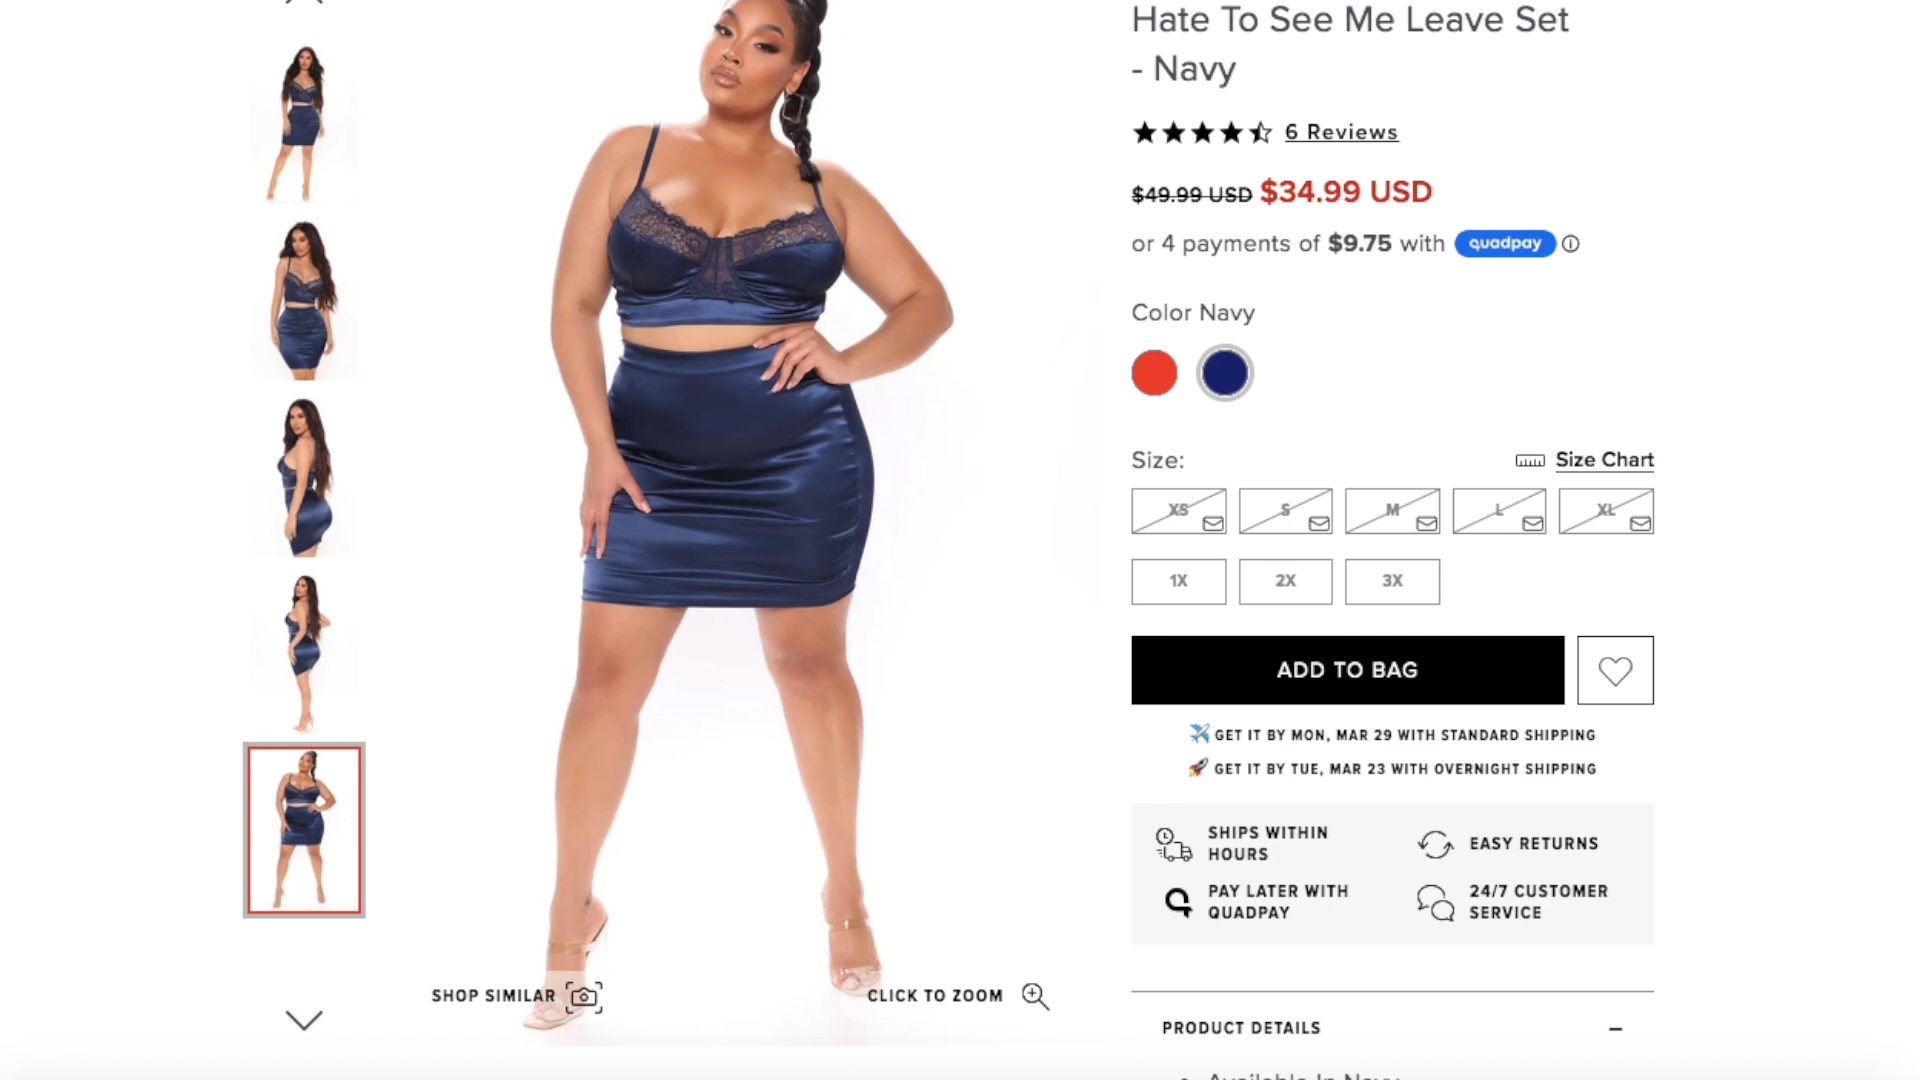 Hate To See Me Leave Set
- Navy
6 Reviews
$49.99 USD $34.99 USD
or 4 payments of $9.75 with quadpay
Color Navy
Size: Size Chart
XS S M L XL
1X 2X 3X
ADD TO BAG
GET IT BY MON, MAR 29 WITH STANDARD SHIPPING
GET IT BY TUE, MAR 23 WITH OVERNIGHT SHIPPING
SHIPS WITHIN
HOURS
EASY RETURNS
PAY LATER WITH
QUADPAY
24/7 CUSTOMER
SERVICE
SHOP SIMILAR
CLICK TO ZOOM
PRODUCT DETAILS
Available In Navy